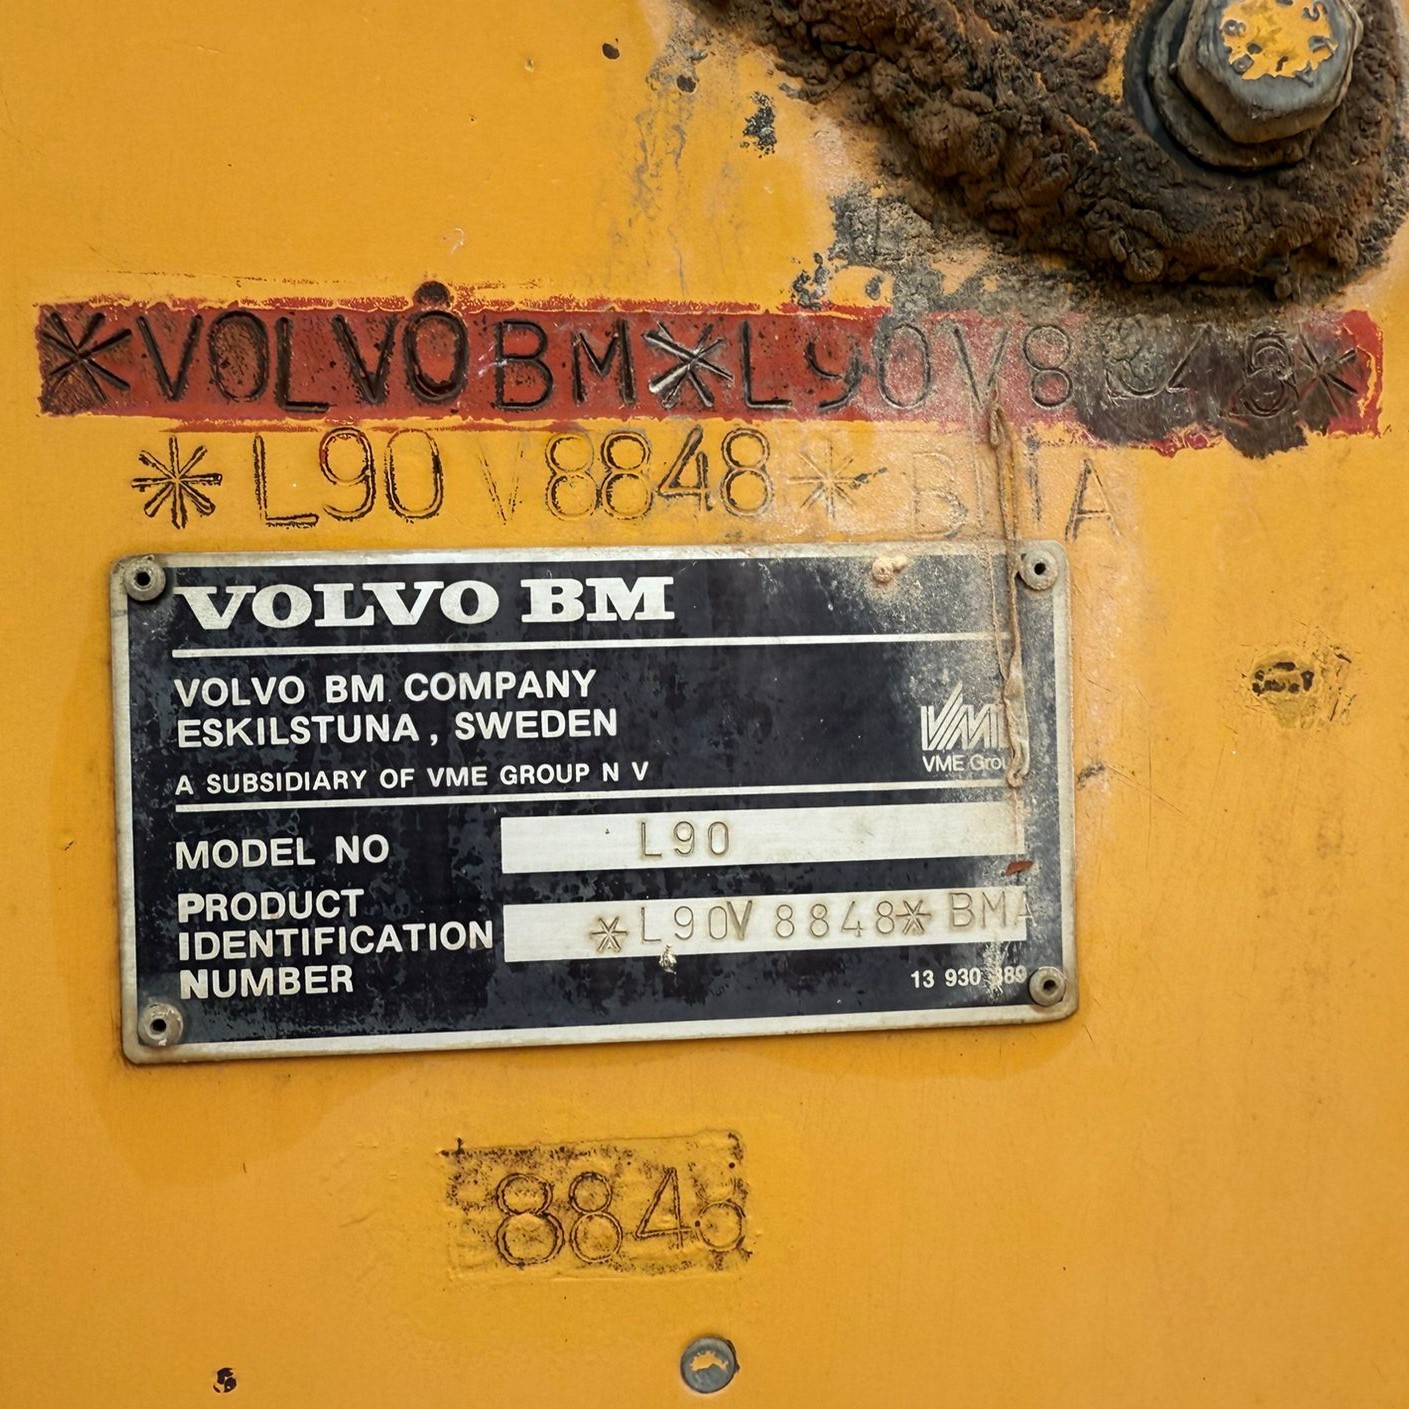 *VOLVO BM*L90V8848*
*L90V8848*BMA
VOLVO BM
VOLVO BM COMPANY
ESKILSTUNA, SWEDEN
A SUBSIDIARY OF VME GROUP N V
VME
VME Group
MODEL NO L90
PRODUCT
IDENTIFICATION
NUMBER
*L90V8848*BMA
13 930
8848